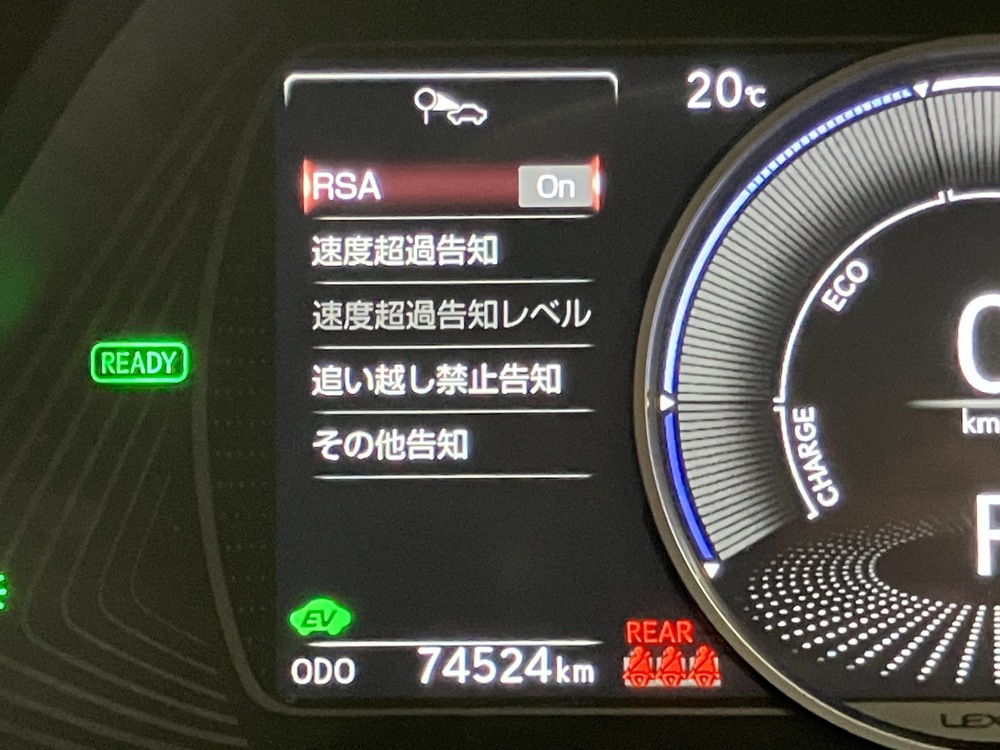 20℃
RSA On
速度超過告知
速度超過告知レベル
追い越し禁止告知
その他告知
READY
ECO
CHARGE
EV
ODO 74524km
REAR